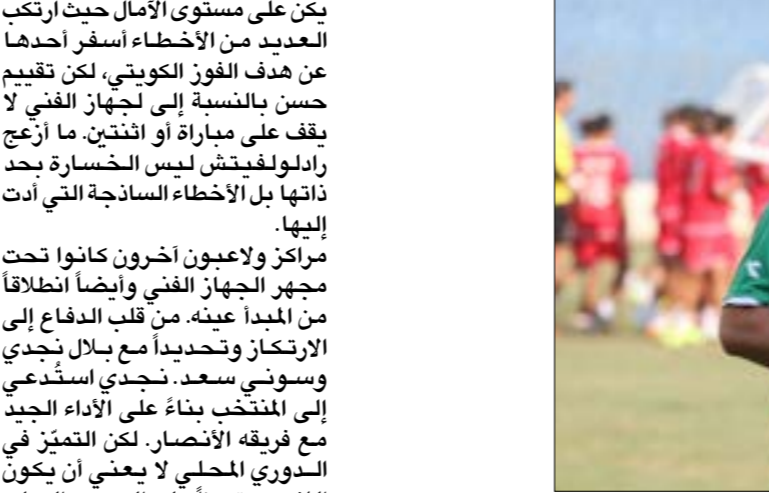 يكن على مستوى الآمال حيث ارتكب
العديد من الأخطاء أسفر أحدها
عن هدف الفوز الكويتي، لكن تقييم
حسن بالنسبة إلى لجهاز الفني لا
يقف على مباراة أو اثنتين. ما أزعج
رادلولفيتش ليس الخسارة بحد
ذاتها بل الأخطاء الساذجة التي أدت
إليها.
مراكز ولاعبون آخرون كانوا تحت
مجهر الجهاز الفني وأيضاً انطلاقاً
من المبدأ عينه. من قلب الدفاع إلى
الارتكاز وتحديداً مع بلال نجدي
وسوني سعد. نجدي استُدعي
إلى المنتخب بناءً على الأداء الجيد
مع فريقه الأنصار. لكن التميّز في
الدوري المحلي لا يعني أن يكون